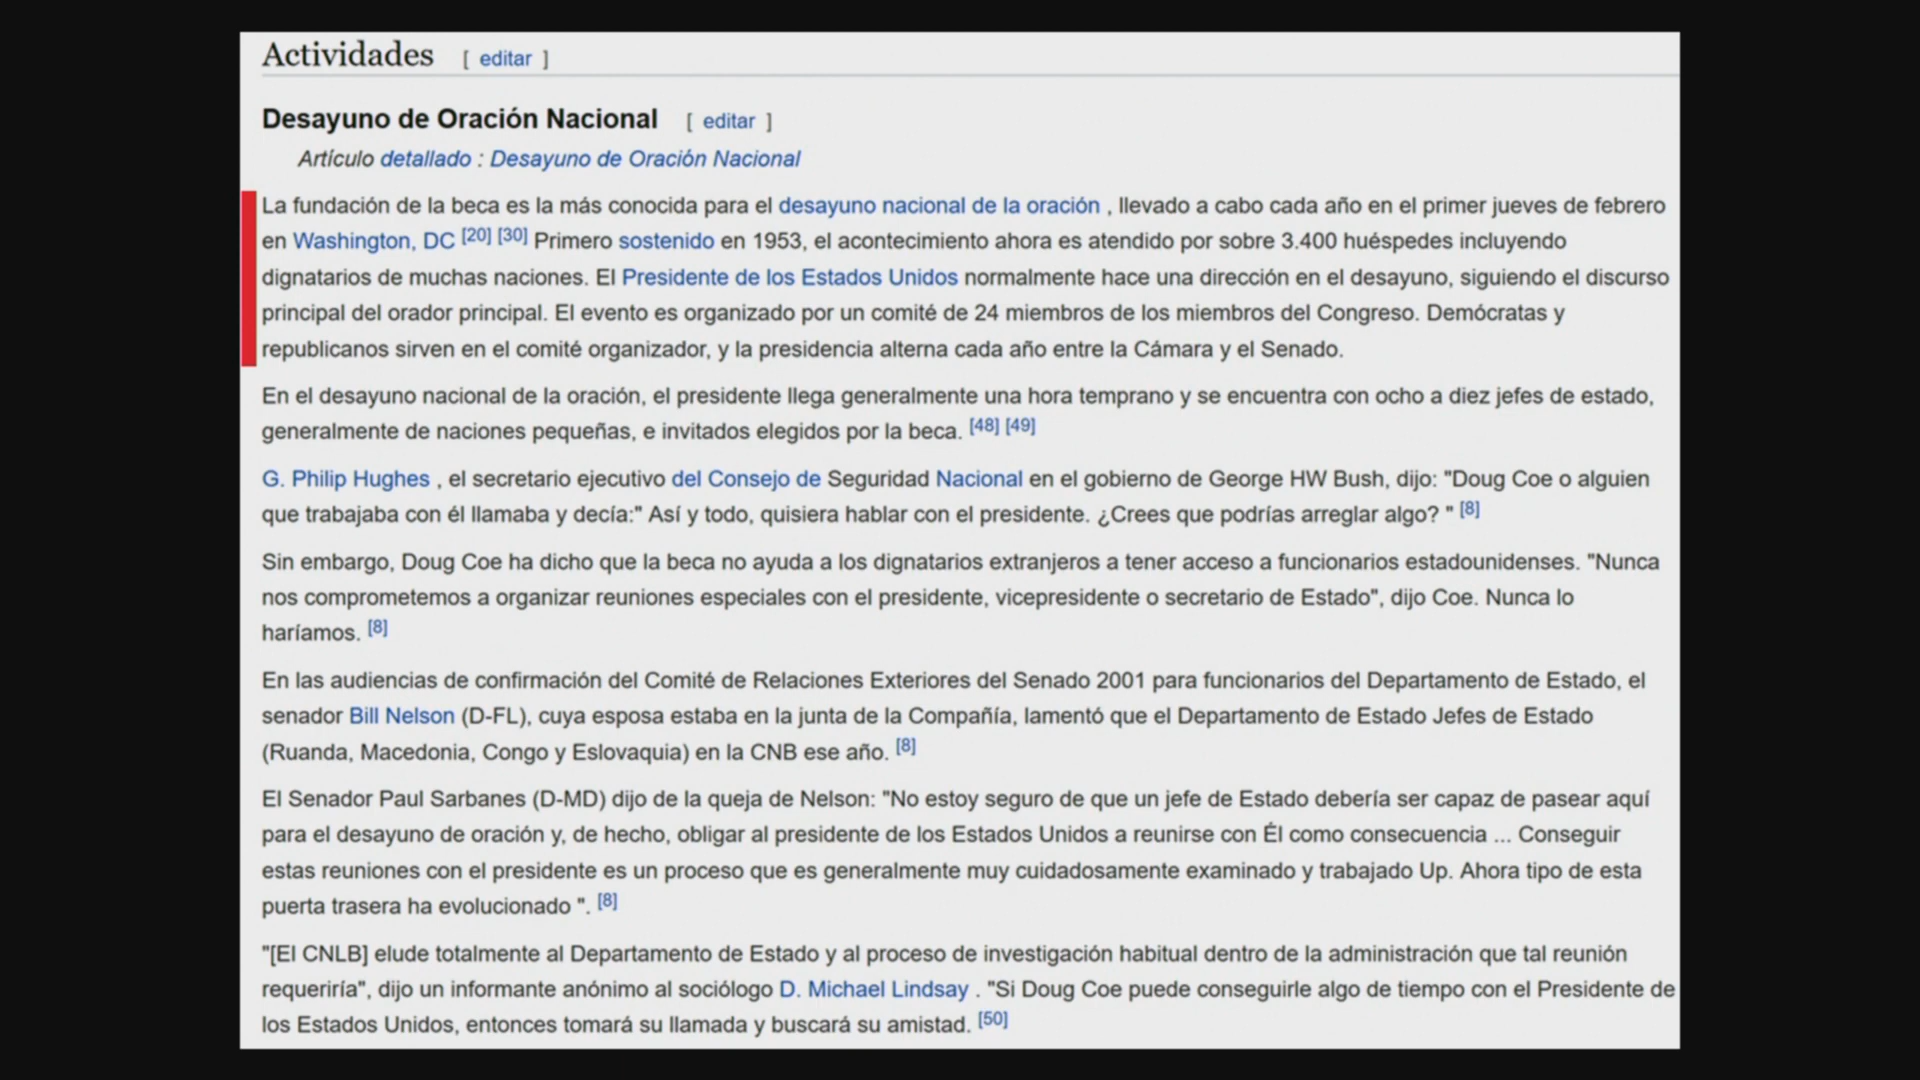 Actividades [ editar ]
Desayuno de Oración Nacional [ editar ]
Artículo detallado : Desayuno de Oración Nacional
La fundación de la beca es la más conocida para el desayuno nacional de la oración , llevado a cabo cada año en el primer jueves de febrero
en Washington, DC [20] [30] Primero sostenido en 1953, el acontecimiento ahora es atendido por sobre 3.400 huéspedes incluyendo
dignatarios de muchas naciones. El Presidente de los Estados Unidos normalmente hace una dirección en el desayuno, siguiendo el discurso
principal del orador principal. El evento es organizado por un comité de 24 miembros de los miembros del Congreso. Demócratas y
republicanos sirven en el comité organizador, y la presidencia alterna cada año entre la Cámara y el Senado.
En el desayuno nacional de la oración, el presidente llega generalmente una hora temprano y se encuentra con ocho a diez jefes de estado,
generalmente de naciones pequeñas, e invitados elegidos por la beca. [48] [49]
G. Philip Hughes , el secretario ejecutivo del Consejo de Seguridad Nacional en el gobierno de George HW Bush, dijo: "Doug Coe o alguien
que trabajaba con él llamaba y decía:" Así y todo, quisiera hablar con el presidente. ¿Crees que podrías arreglar algo? " [8]
Sin embargo, Doug Coe ha dicho que la beca no ayuda a los dignatarios extranjeros a tener acceso a funcionarios estadounidenses. "Nunca
nos comprometemos a organizar reuniones especiales con el presidente, vicepresidente o secretario de Estado", dijo Coe. Nunca lo
haríamos. [8]
En las audiencias de confirmación del Comité de Relaciones Exteriores del Senado 2001 para funcionarios del Departamento de Estado, el
senador Bill Nelson (D-FL), cuya esposa estaba en la junta de la Compañía, lamentó que el Departamento de Estado Jefes de Estado
(Ruanda, Macedonia, Congo y Eslovaquia) en la CNB ese año. [8]
El Senador Paul Sarbanes (D-MD) dijo de la queja de Nelson: "No estoy seguro de que un jefe de Estado debería ser capaz de pasear aquí
para el desayuno de oración y, de hecho, obligar al presidente de los Estados Unidos a reunirse con Él como consecuencia ... Conseguir
estas reuniones con el presidente es un proceso que es generalmente muy cuidadosamente examinado y trabajado Up. Ahora tipo de esta
puerta trasera ha evolucionado ". [8]
"[El CNLB] elude totalmente al Departamento de Estado y al proceso de investigación habitual dentro de la administración que tal reunión
requeriría", dijo un informante anónimo al sociólogo D. Michael Lindsay . "Si Doug Coe puede conseguirle algo de tiempo con el Presidente de
los Estados Unidos, entonces tomará su llamada y buscará su amistad. [50]